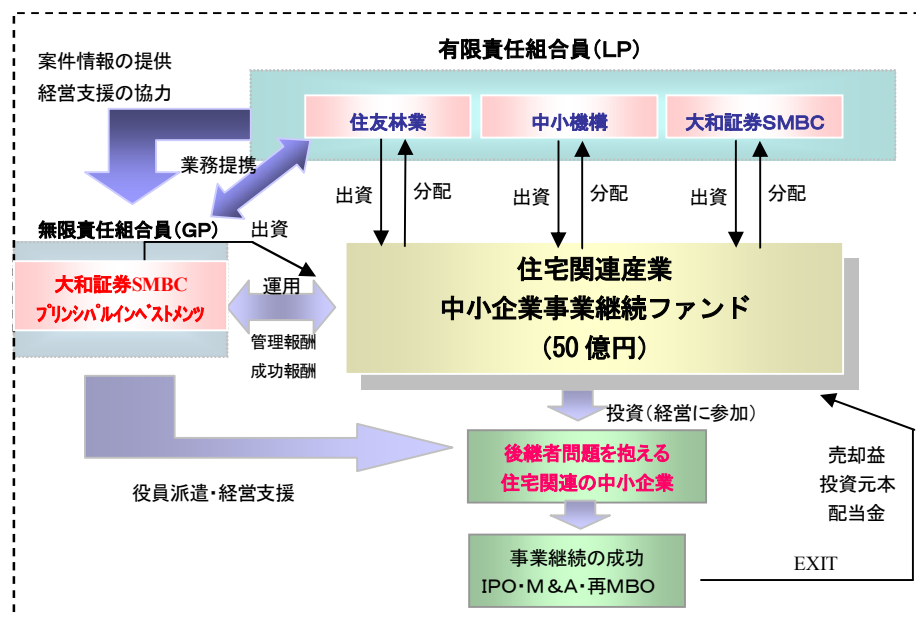 有限責任組合員(LP)
案件情報の提供
経営支援の協力
住友林業
中小機構
大和証券SMBC
業務提携
出資
分配
出資
分配
出資
分配
無限責任組合員(GP)
出資
大和証券SMBC
プリンシパルインベストメンツ
運用
管理報酬
成功報酬
住宅関連産業
中小企業事業継続ファンド
(50億円)
投資(経営に参加)
後継者問題を抱える
住宅関連の中小企業
役員派遣・経営支援
売却益
投資元本
配当金
事業継続の成功
IPO・M&A・再MBO
EXIT